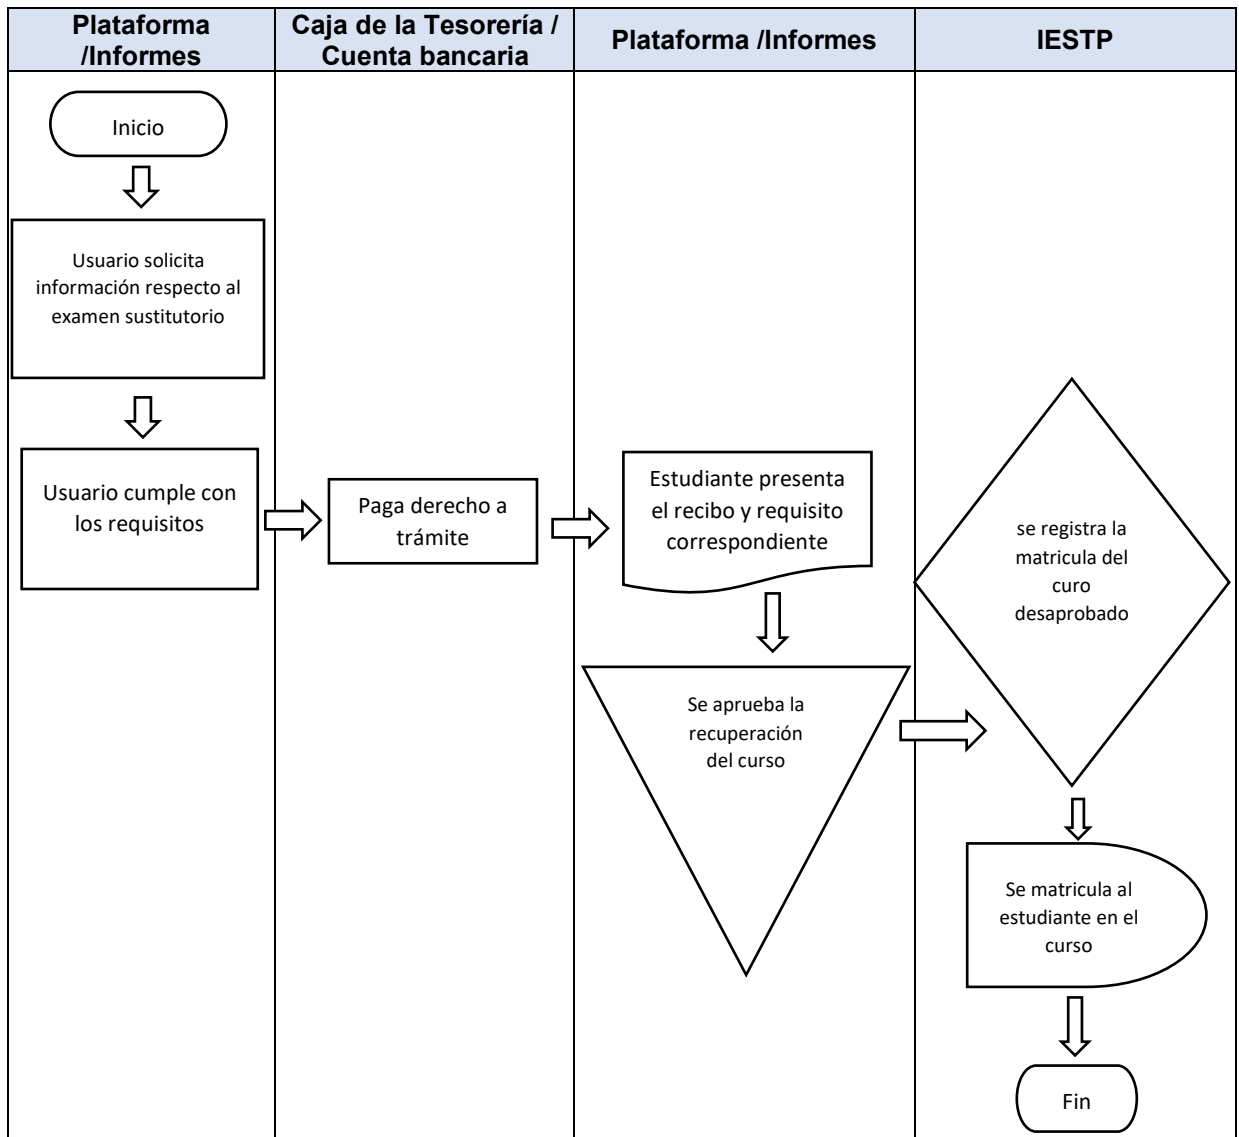 Plataforma
/Informes
Caja de la Tesorería /
Cuenta bancaria
Plataforma /Informes
IESTP
Inicio
Usuario solicita
información respecto al
examen sustitutorio
Usuario cumple con
los requisitos
Paga derecho a
trámite
Estudiante presenta
el recibo y requisito
correspondiente
Se aprueba la
recuperación
del curso
se registra la
matricula del
curo
desaprobado
Se matricula al
estudiante en el
curso
Fin